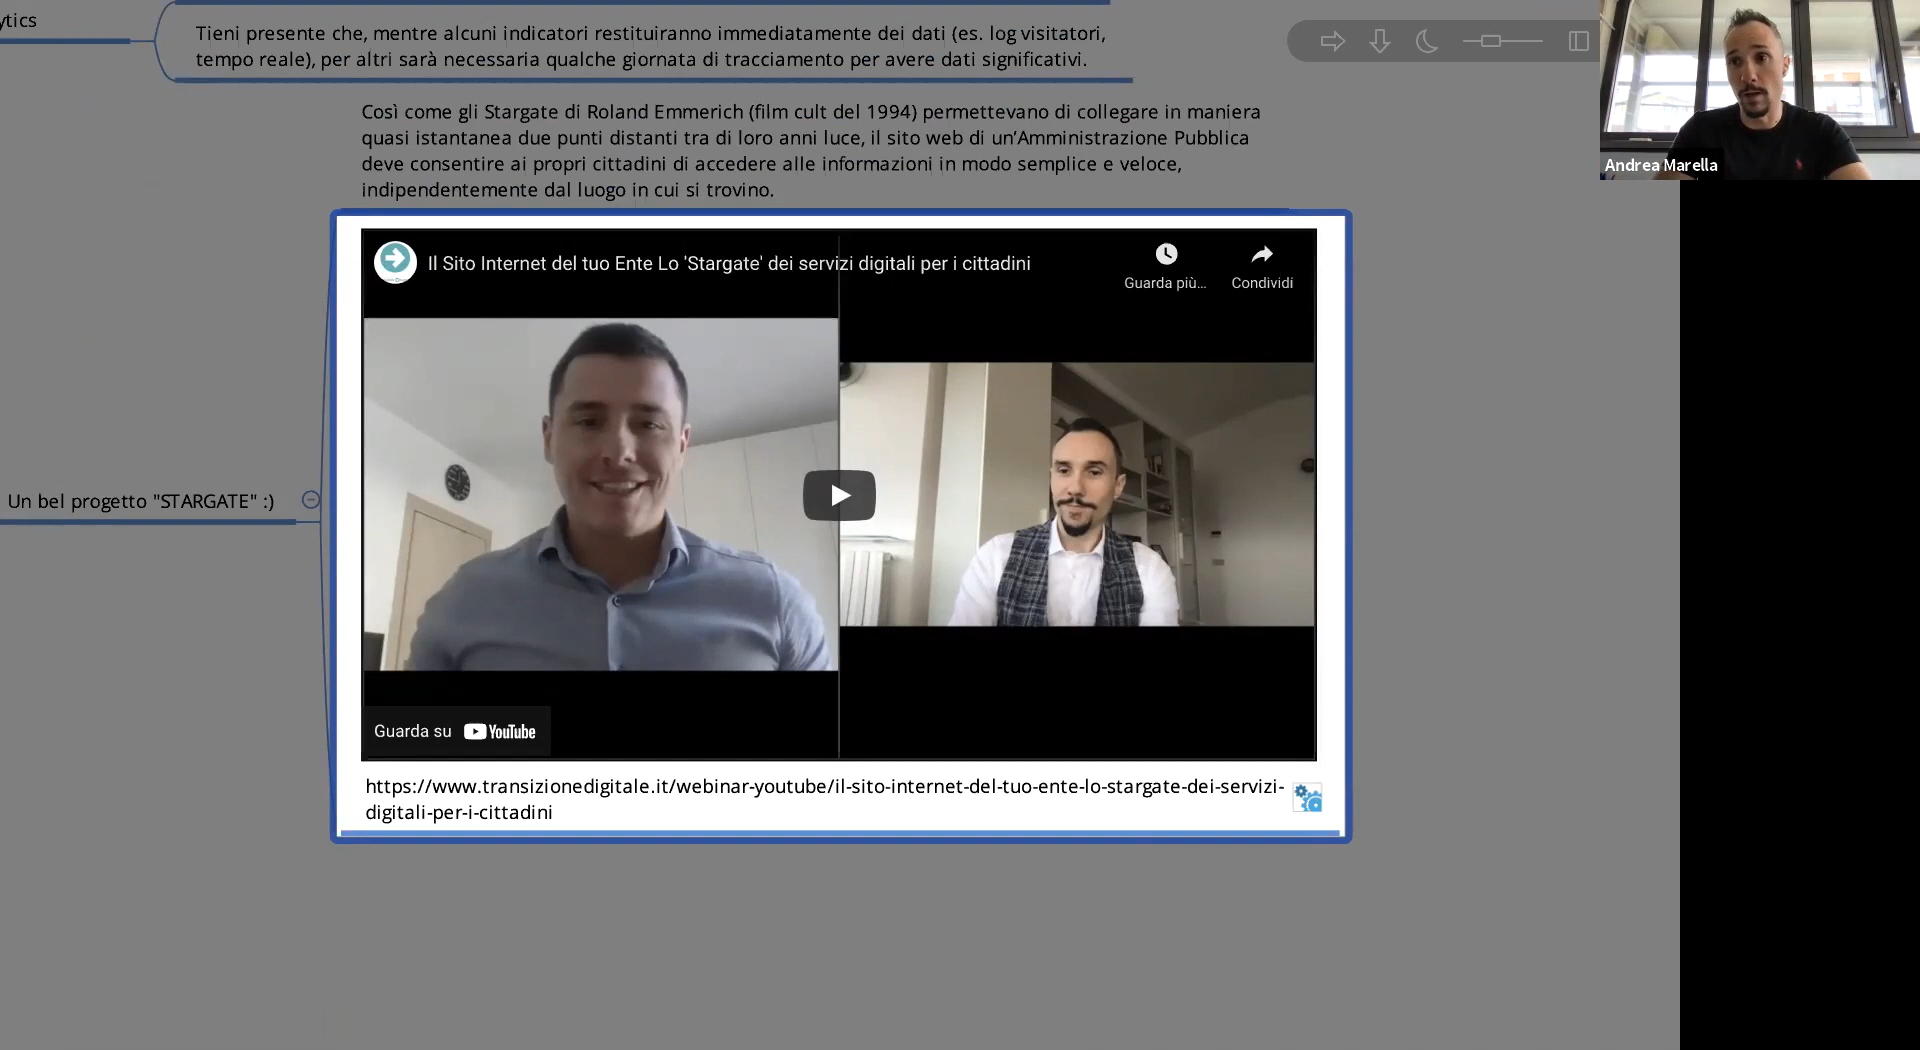 ytics
Tieni presente che, mentre alcuni indicatori restituiranno immediatamente dei dati (es. log visitatori,
tempo reale), per altri sarà necessaria qualche giornata di tracciamento per avere dati significativi.
Così come gli Stargate di Roland Emmerich (film cult del 1994) permettevano di collegare in maniera
quasi istantanea due punti distanti tra di loro anni luce, il sito web di un’Amministrazione Pubblica
deve consentire ai propri cittadini di accedere alle informazioni in modo semplice e veloce,
indipendentemente dal luogo in cui si trovino.
Andrea Marella
Il Sito Internet del tuo Ente Lo 'Stargate' dei servizi digitali per i cittadini
Guarda più...
Condividi
Un bel progetto "STARGATE" :)
Guarda su YouTube
https://www.transizionedigitale.it/webinar-youtube/il-sito-internet-del-tuo-ente-lo-stargate-dei-servizi-
digitali-per-i-cittadini